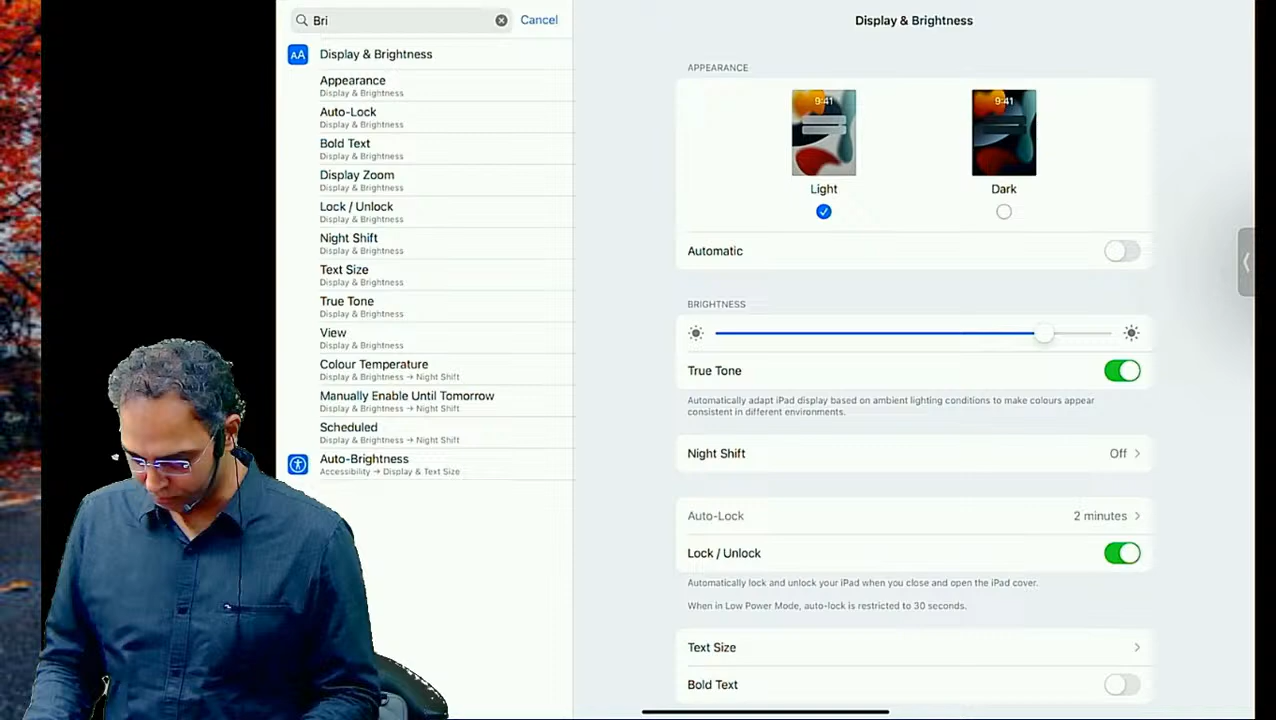 Bri
Cancel
AA
Display & Brightness
Appearance
Display & Brightness
Auto-Lock
Display & Brightness
Bold Text
Display & Brightness
Display Zoom
Display & Brightness
Lock / Unlock
Display & Brightness
Night Shift
Display & Brightness
Text Size
Display & Brightness
True Tone
Display & Brightness
View
Display & Brightness
Colour Temperature
Display & Brightness → Night Shift
Manually Enable Until Tomorrow
Display & Brightness → Night Shift
Scheduled
Display & Brightness → Night Shift
Auto-Brightness
Accessibility → Display & Text Size
Display & Brightness
APPEARANCE
9:41
9:41
Light
Dark
Automatic
BRIGHTNESS
True Tone
Automatically adapt iPad display based on ambient lighting conditions to make colours appear
consistent in different environments.
Night Shift
Off
Auto-Lock
2 minutes
Lock / Unlock
Automatically lock and unlock your iPad when you close and open the iPad cover.
When in Low Power Mode, auto-lock is restricted to 30 seconds.
Text Size
Bold Text